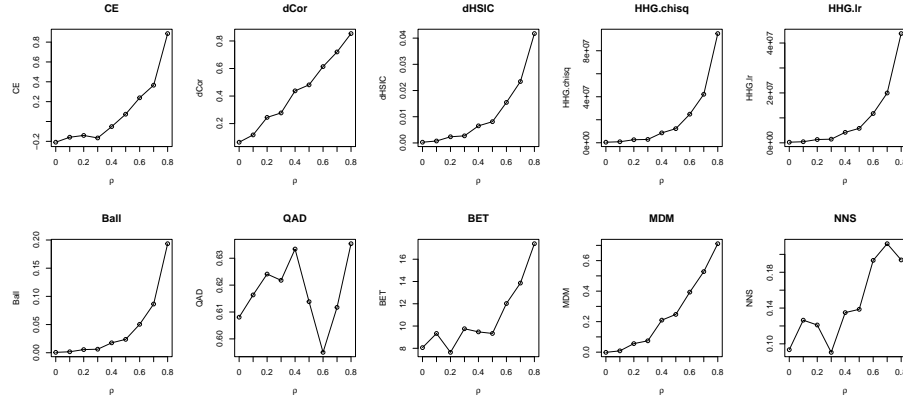 CE
dCor
dHSIC
HHG.chisq
HHG.lr
CE
-0.2
0.2
0.4
0.6
0.8
0
0.2
0.4
0.6
0.8
ρ
dCor
0.2
0.4
0.6
0.8
0
0.2
0.4
0.6
0.8
ρ
dHSIC
0.00
0.01
0.02
0.03
0.04
0
0.2
0.4
0.6
0.8
ρ
HHG.chisq
0e+00
4e+07
8e+07
0
0.2
0.4
0.6
0.8
ρ
HHG.lr
0e+00
2e+07
4e+07
0
0.2
0.4
0.6
0.8
ρ
Ball
QAD
BET
MDM
NNS
Ball
0.00
0.05
0.10
0.15
0.20
0
0.2
0.4
0.6
0.8
ρ
QAD
0.60
0.61
0.62
0.63
0
0.2
0.4
0.6
0.8
ρ
BET
8
10
12
14
16
0
0.2
0.4
0.6
0.8
ρ
MDM
0.0
0.2
0.4
0.6
0
0.2
0.4
0.6
0.8
ρ
NNS
0.10
0.14
0.18
0
0.2
0.4
0.6
0.8
ρ